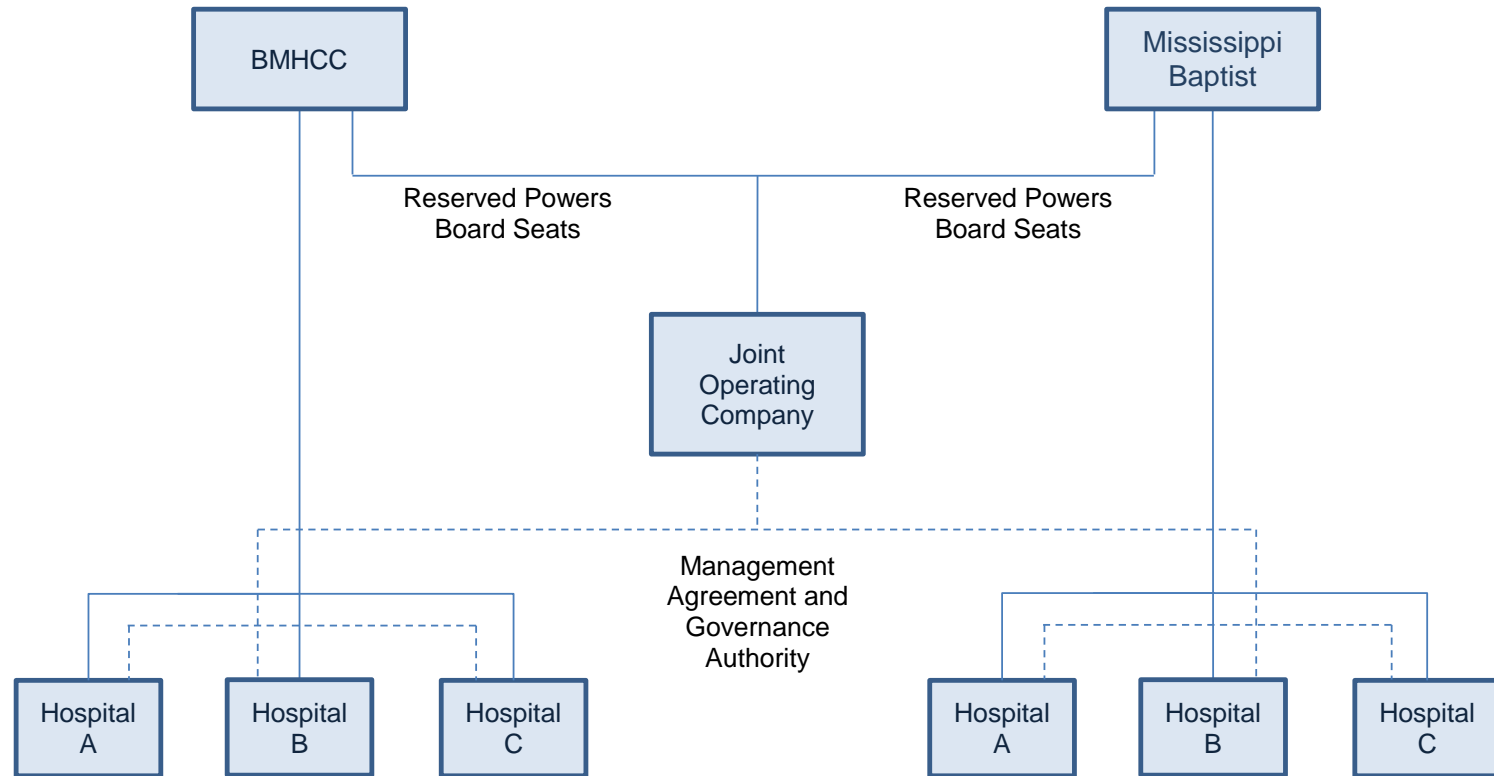 BMHCC
Mississippi
Baptist
Reserved Powers
Board Seats
Reserved Powers
Board Seats
Joint
Operating
Company
Management
Agreement and
Governance
Authority
Hospital
A
Hospital
B
Hospital
C
Hospital
A
Hospital
B
Hospital
C